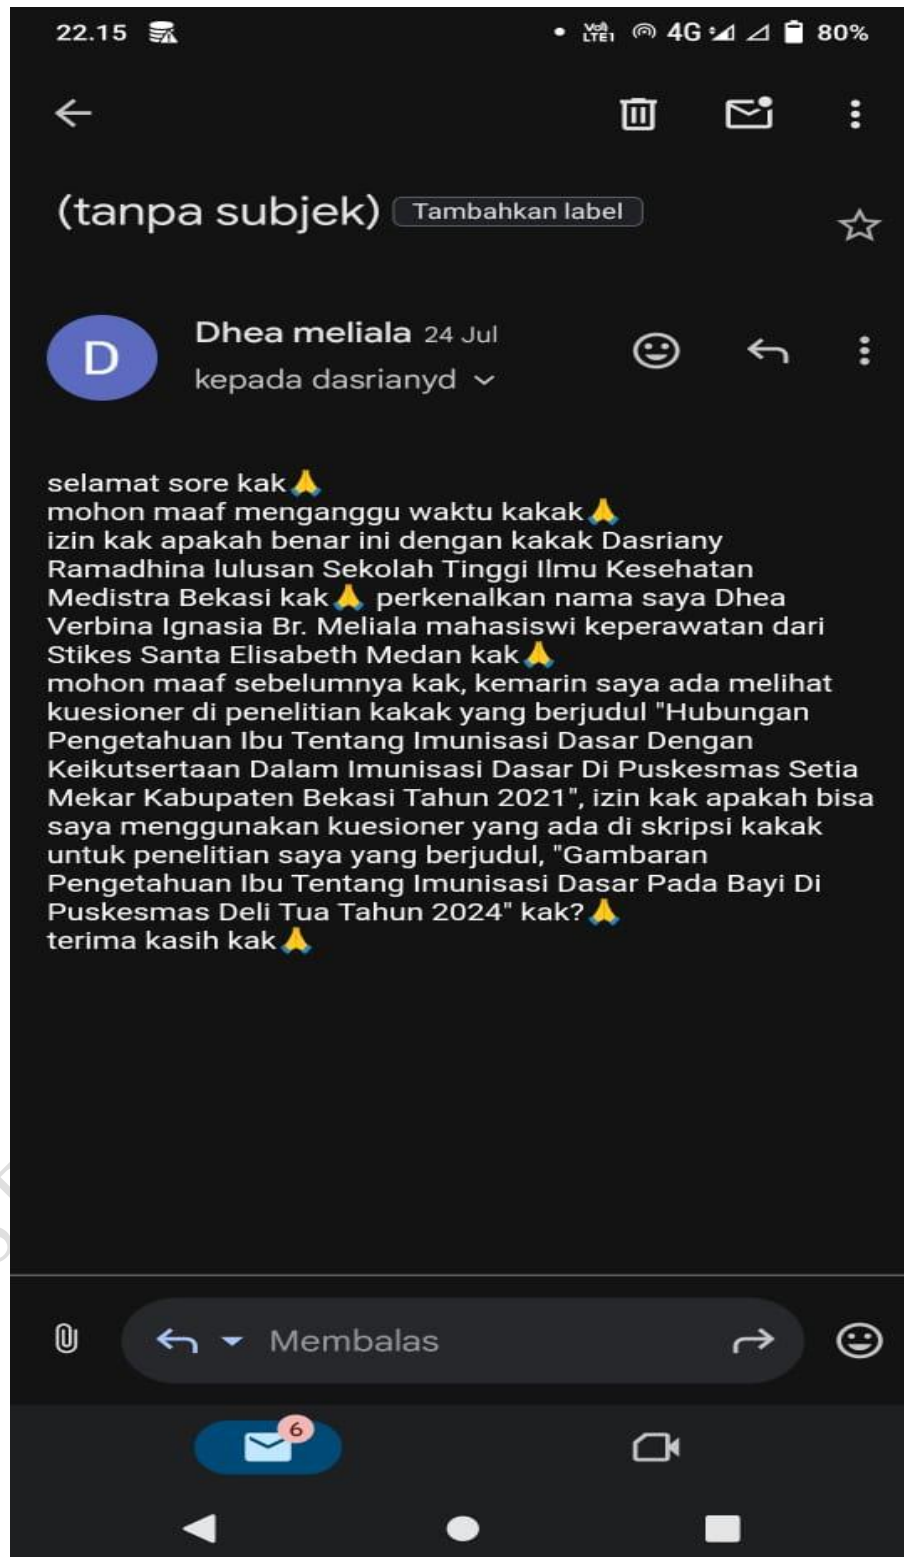 22.15 Vo) LTE1 4G 80%
(tanpa subjek) Tambahkan label
D
Dhea meliala 24 Jul
kepada dasrianyd
selamat sore kak🙏
mohon maaf menganggu waktu kakak🙏
izin kak apakah benar ini dengan kakak Dasriany
Ramadhina lulusan Sekolah Tinggi Ilmu Kesehatan
Medistra Bekasi kak🙏 perkenalkan nama saya Dhea
Verbina Ignasia Br. Meliala mahasiswi keperawatan dari
Stikes Santa Elisabeth Medan kak🙏
mohon maaf sebelumnya kak, kemarin saya ada melihat
kuesioner di penelitian kakak yang berjudul "Hubungan
Pengetahuan Ibu Tentang Imunisasi Dasar Dengan
Keikutsertaan Dalam Imunisasi Dasar Di Puskesmas Setia
Mekar Kabupaten Bekasi Tahun 2021", izin kak apakah bisa
saya menggunakan kuesioner yang ada di skripsi kakak
untuk penelitian saya yang berjudul, "Gambaran
Pengetahuan Ibu Tentang Imunisasi Dasar Pada Bayi Di
Puskesmas Deli Tua Tahun 2024" kak?🙏
terima kasih kak🙏
Membalas
6